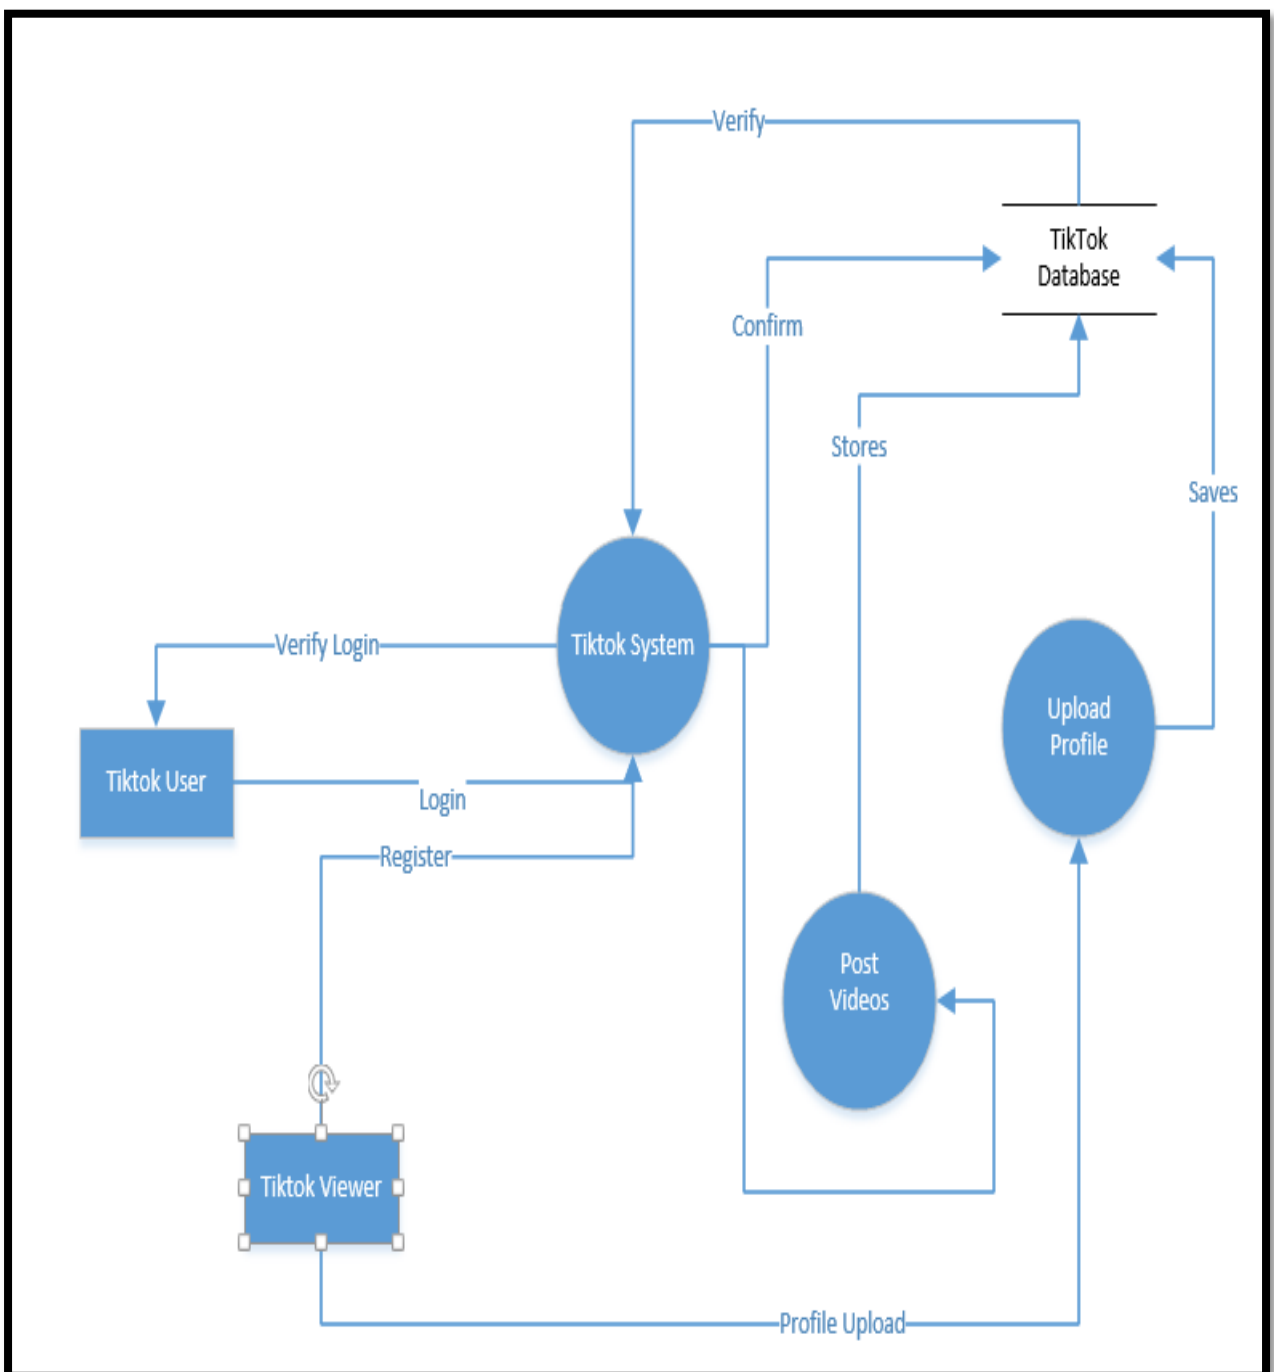 Verify
TikTok
Database
Confirm
Stores
Saves
Verify Login
Tiktok System
Upload
Profile
Tiktok User
Login
Register
Post
Videos
Tiktok Viewer
Profile Upload